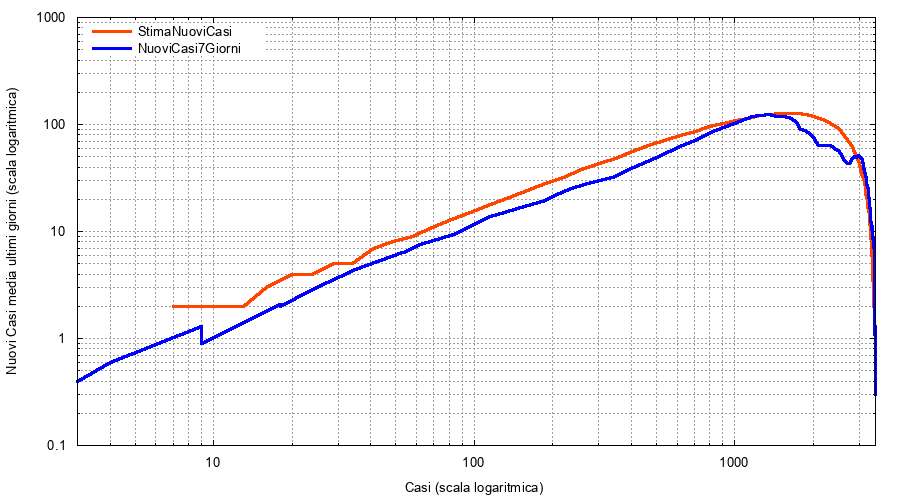 1000
StimaNuoviCasi
NuoviCasi7Giorni
100
10
1
0.1
Nuovi Casi media ultimi giorni (scala logaritmica)
10
100
1000
Casi (scala logaritmica)